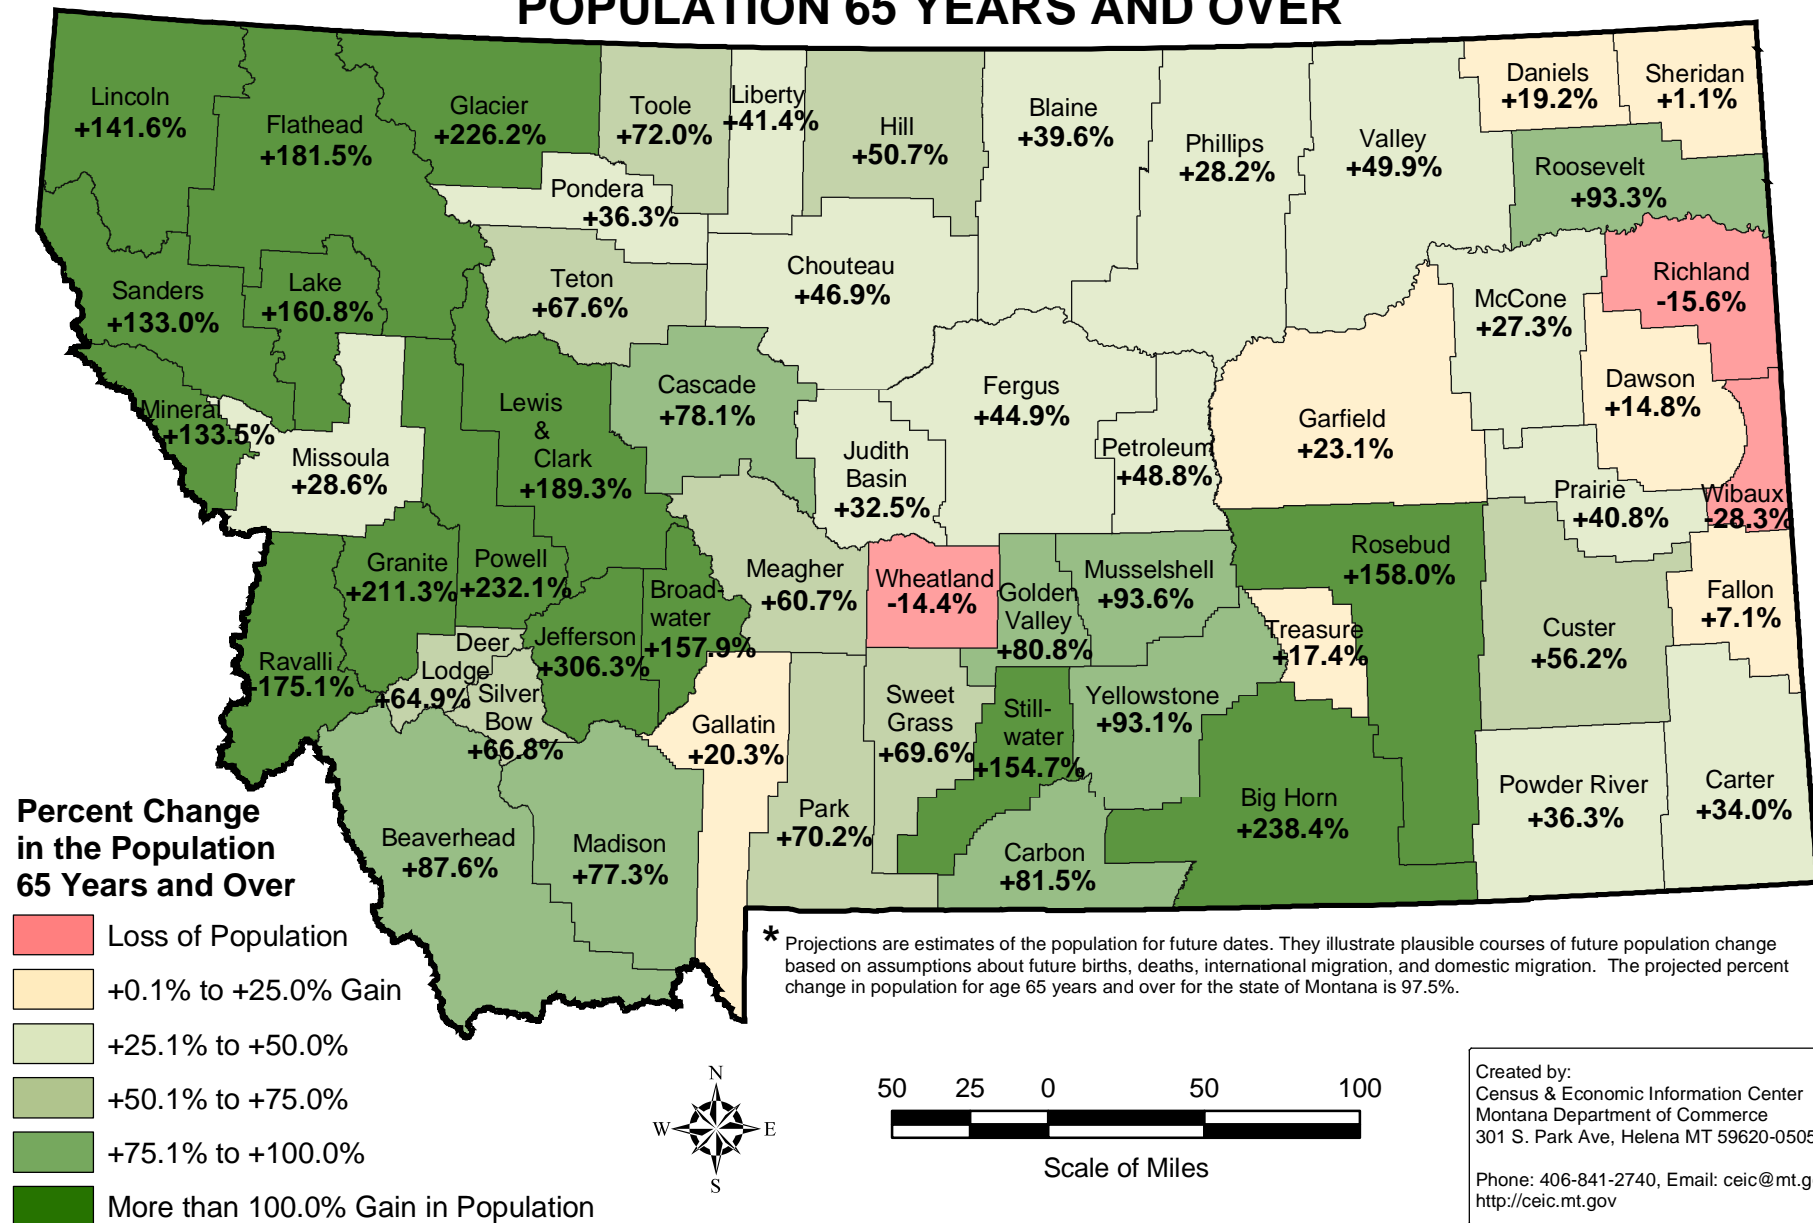 POPULATION 65 YEARS AND OVER
Lincoln
+141.6%
Flathead
+181.5%
Glacier
+226.2%
Toole
+72.0%
Liberty
+41.4%
Hill
+50.7%
Blaine
+39.6%
Phillips
+28.2%
Valley
+49.9%
Daniels
+19.2%
Sheridan
+1.1%
Roosevelt
+93.3%
Pondera
+36.3%
Teton
+67.6%
Chouteau
+46.9%
Sanders
+133.0%
Lake
+160.8%
McCone
+27.3%
Richland
-15.6%
Mineral
+133.5%
Missoula
+28.6%
Lewis
&
Clark
+189.3%
Cascade
+78.1%
Judith
Basin
+32.5%
Fergus
+44.9%
Petroleum
+48.8%
Garfield
+23.1%
Dawson
+14.8%
Prairie
+40.8%
Wibaux
-28.3%
Granite
+211.3%
Powell
+232.1%
Broad-
water
+157.9%
Meagher
+60.7%
Wheatland
-14.4%
Golden
Valley
+80.8%
Musselshell
+93.6%
Rosebud
+158.0%
Treasure
+17.4%
Custer
+56.2%
Fallon
+7.1%
Ravalli
+175.1%
Deer
Lodge
+64.9%
Silver
Bow
+66.8%
Jefferson
+306.3%
Gallatin
+20.3%
Sweet
Grass
+69.6%
Still-
water
+154.7%
Yellowstone
+93.1%
Beaverhead
+87.6%
Madison
+77.3%
Park
+70.2%
Carbon
+81.5%
Big Horn
+238.4%
Powder River
+36.3%
Carter
+34.0%
Percent Change
in the Population
65 Years and Over
Loss of Population
+0.1% to +25.0% Gain
+25.1% to +50.0%
+50.1% to +75.0%
+75.1% to +100.0%
More than 100.0% Gain in Population
* Projections are estimates of the population for future dates. They illustrate plausible courses of future population change
based on assumptions about future births, deaths, international migration, and domestic migration. The projected percent
change in population for age 65 years and over for the state of Montana is 97.5%.
N
W E
S
50 25 0 50 100
Scale of Miles
Created by:
Census & Economic Information Center
Montana Department of Commerce
301 S. Park Ave, Helena MT 59620-0505
Phone: 406-841-2740, Email: ceic@mt.g
http://ceic.mt.gov